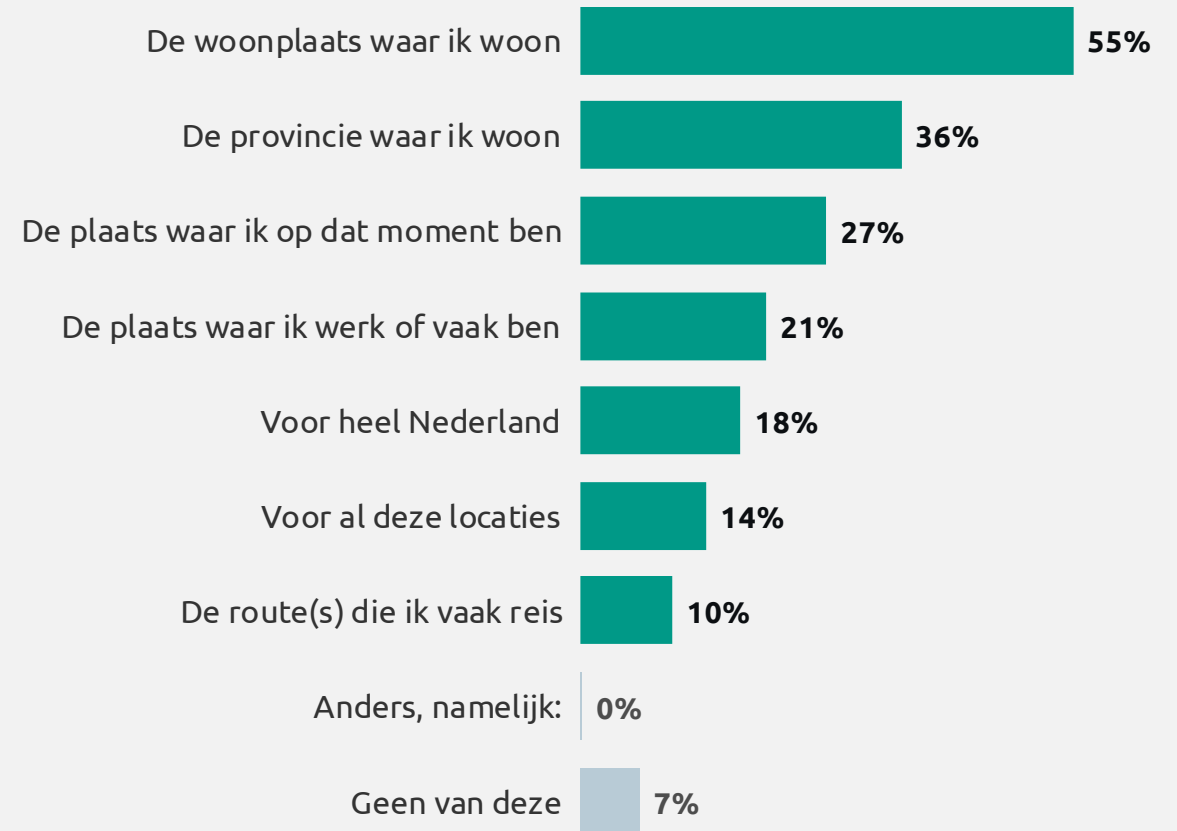 De woonplaats waar ik woon 55%
De provincie waar ik woon 36%
De plaats waar ik op dat moment ben 27%
De plaats waar ik werk of vaak ben 21%
Voor heel Nederland 18%
Voor al deze locaties 14%
De route(s) die ik vaak reis 10%
Anders, namelijk: 0%
Geen van deze 7%